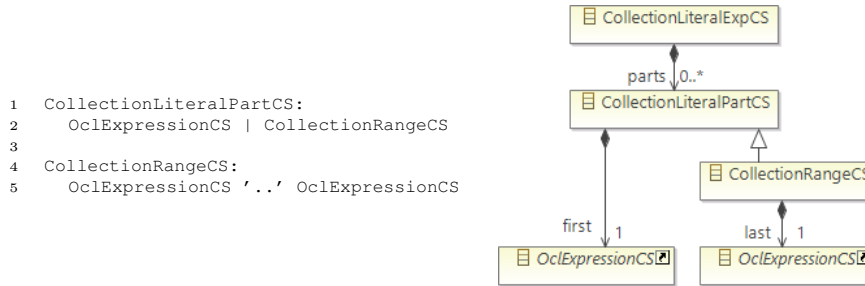 1 CollectionLiteralPartCS:
2 OclExpressionCS | CollectionRangeCS
3
4 CollectionRangeCS:
5 OclExpressionCS '..' OclExpressionCS
CollectionLiteralExpCS
parts 0..*
CollectionLiteralPartCS
CollectionRangeCS
first 1
last 1
OclExpressionCS
OclExpressionCS